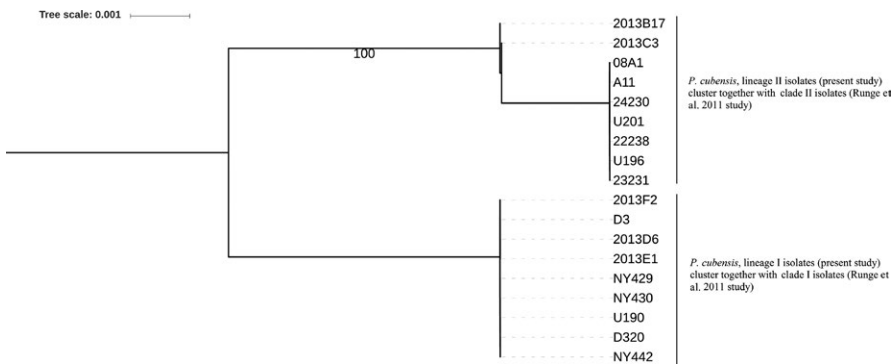 Tree scale: 0.001
100
2013B17
2013C3
08A1
A11
24230
U201
22238
U196
23231
P. cubensis, lineage II isolates (present study)
cluster together with clade II isolates (Runge et
al. 2011 study)
2013F2
D3
2013D6
2013E1
NY429
NY430
U190
D320
NY442
P. cubensis, lineage I isolates (present study)
cluster together with clade I isolates (Runge et
al. 2011 study)